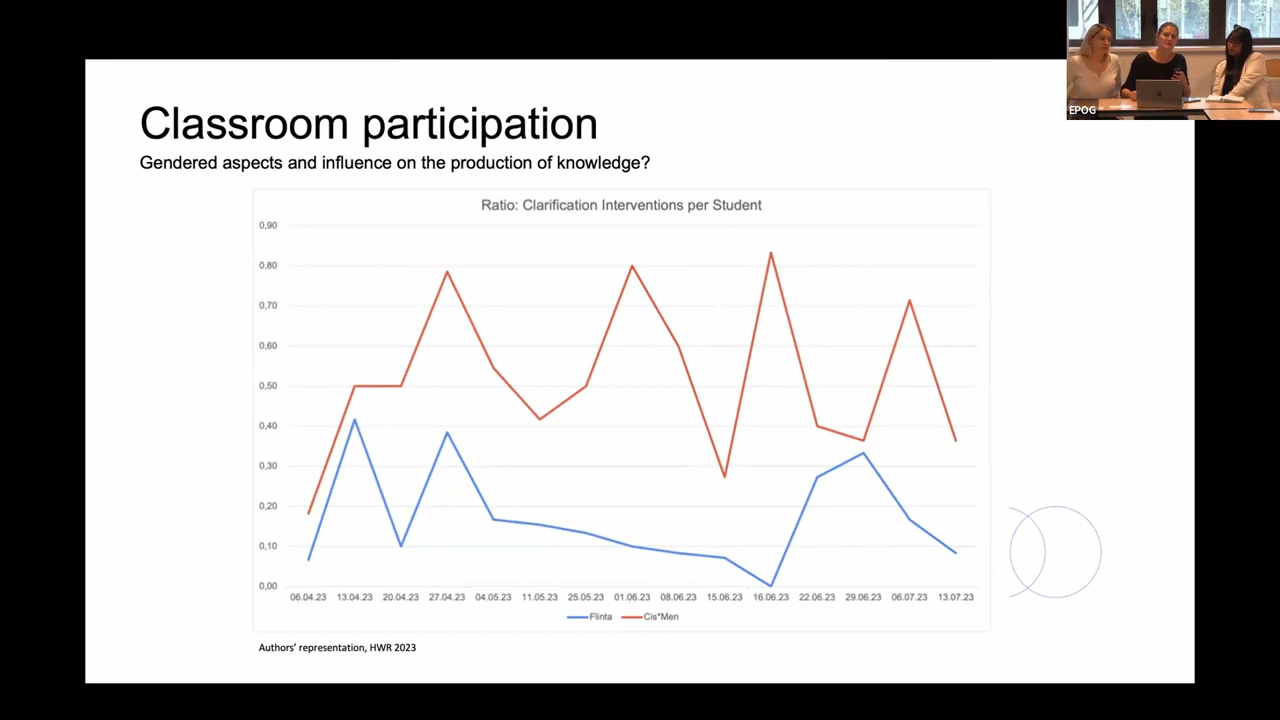 EPOG
Classroom participation
Gendered aspects and influence on the production of knowledge?
Ratio: Clarification Interventions per Student
0,90
0,80
0,70
0,60
0,50
0,40
0,30
0,20
0,10
0,00
06.04.23 13.04.23 20.04.23 27.04.23 04.05.23 11.05.23 25.05.23 01.06.23 08.06.23 15.06.23 16.06.23 22.06.23 29.06.23 06.07.23 13.07.23
Flinta Cis*Men
Authors’ representation, HWR 2023